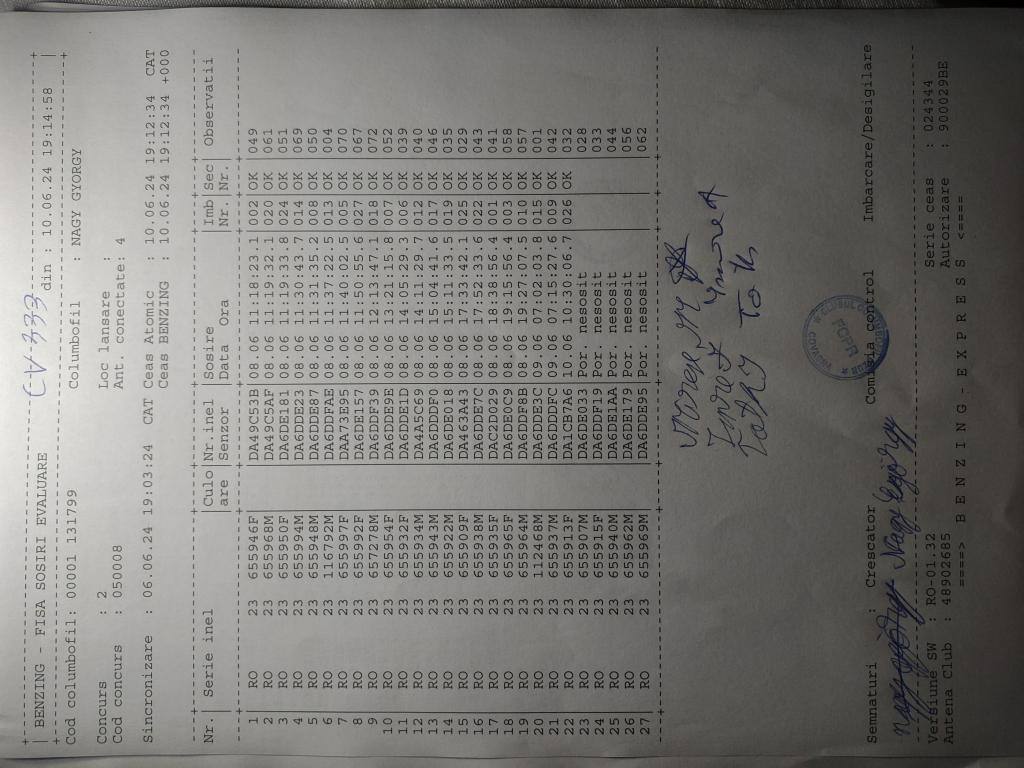 | BENZING - FISA SOSIRI EVALUARE CV-333 din : 10.06.24 19:14:58 |
Cod columbofil: 00001 131799 Columbofil : NAGY GYORGY
Concurs : 2 Loc lansare :
Cod concurs : 050008 Ant. conectate: 4
Sincronizare : 06.06.24 19:03:24 CAT Ceas Atomic : 10.06.24 19:12:34 CAT
Ceas BENZING : 10.06.24 19:12:34 +000
Nr.| Serie inel |Culo|Nr.inel |Sosire |Imb|Sec| Observatii
are |Senzor |Data Ora |Nr.|Nr.|
1 RO 23 655946F DA49C53B 08.06 11:18:23.1 002 OK 049
2 RO 23 655968M DA49C5AF 08.06 11:19:32.1 020 OK 061
3 RO 23 655950F DA6DE181 08.06 11:19:33.8 024 OK 051
4 RO 23 655994M DA6DDE23 08.06 11:30:43.7 014 OK 069
5 RO 23 655948M DA6DDE87 08.06 11:31:35.2 008 OK 050
6 RO 23 116792M DA6DDFAE 08.06 11:37:22.5 013 OK 004
7 RO 23 655997F DAA73E95 08.06 11:40:02.5 005 OK 070
8 RO 23 655992F DA6DE157 08.06 11:50:55.6 027 OK 067
9 RO 23 657278M DA6DDF39 08.06 12:13:47.1 018 OK 072
10 RO 23 655954F DA6DDE9E 08.06 13:21:15.8 007 OK 052
11 RO 23 655932F DA6DDE1D 08.06 14:05:29.3 006 OK 039
12 RO 23 655934M DA4A5C69 08.06 14:11:29.7 012 OK 040
13 RO 23 655943M DA6DDDF0 08.06 15:04:41.6 017 OK 046
14 RO 23 655922M DA6DE018 08.06 15:11:33.5 019 OK 035
15 RO 23 655909F DA463A43 08.06 17:33:42.1 025 OK 029
16 RO 23 655938M DA6DDE7C 08.06 17:52:33.6 022 OK 043
17 RO 23 655935F DAC2D029 08.06 18:38:56.4 001 OK 041
18 RO 23 655965F DA6DE0C9 08.06 19:15:56.4 003 OK 058
19 RO 23 655964M DA6DDF8B 08.06 19:27:07.5 010 OK 057
20 RO 23 112468M DA6DDE3C 09.06 07:02:03.8 015 OK 001
21 RO 23 655937M DA6DDDFC 09.06 07:15:27.6 009 OK 042
22 RO 23 655913F DA1CB7A6 10.06 10:30:06.7 026 OK 032
23 RO 23 655907M DA6DE033 Por. nesosit 028
24 RO 23 655915F DA6DDF19 Por. nesosit 033
25 RO 23 655940M DA6DE1AA Por. nesosit 044
26 RO 23 655962M DA6DE179 Por. nesosit 056
27 RO 23 655969M DA6DDE95 Por. nesosit 062
Semnaturi : Crescator Comisia control Imbarcare/Desigilare
Nagy György
Versiune SW : RO-01.32 Serie ceas : 024344
Antena Club : 48902685 Autorizare : 900029BE
====> B E N Z I N G - E X P R E S S <====